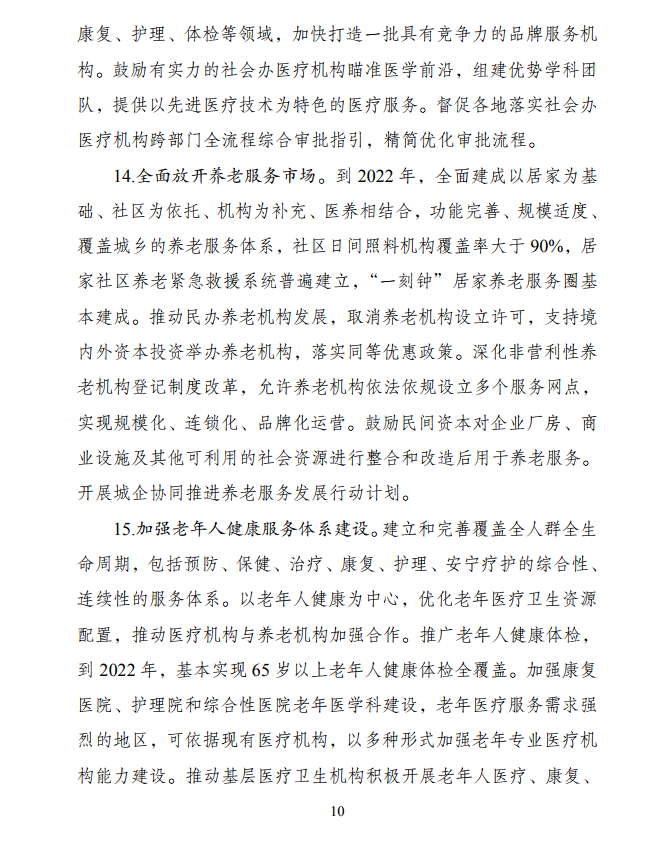 康复、护理、体检等领域，加快打造一批具有竞争力的品牌服务机
构。鼓励有实力的社会办医疗机构瞄准医学前沿，组建优势学科团
队，提供以先进医疗技术为特色的医疗服务。督促各地落实社会办
医疗机构跨部门全流程综合审批指引，精简优化审批流程。
14.全面放开养老服务市场。到 2022 年，全面建成以居家为基
础、社区为依托、机构为补充、医养相结合，功能完善、规模适度、
覆盖城乡的养老服务体系，社区日间照料机构覆盖率大于 90%，居
家社区养老紧急救援系统普遍建立，“一刻钟”居家养老服务圈基
本建成。推动民办养老机构发展，取消养老机构设立许可，支持境
内外资本投资举办养老机构，落实同等优惠政策。深化非营利性养
老机构登记制度改革，允许养老机构依法依规设立多个服务网点，
实现规模化、连锁化、品牌化运营。鼓励民间资本对企业厂房、商
业设施及其他可利用的社会资源进行整合和改造后用于养老服务。
开展城企协同推进养老服务发展行动计划。
15.加强老年人健康服务体系建设。建立和完善覆盖全人群全生
命周期，包括预防、保健、治疗、康复、护理、安宁疗护的综合性、
连续性的服务体系。以老年人健康为中心，优化老年医疗卫生资源
配置，推动医疗机构与养老机构加强合作。推广老年人健康体检，
到 2022 年，基本实现 65 岁以上老年人健康体检全覆盖。加强康复
医院、护理院和综合性医院老年医学科建设，老年医疗服务需求强
烈的地区，可依据现有医疗机构，以多种形式加强老年专业医疗机
构能力建设。推动基层医疗卫生机构积极开展老年人医疗、康复、
10